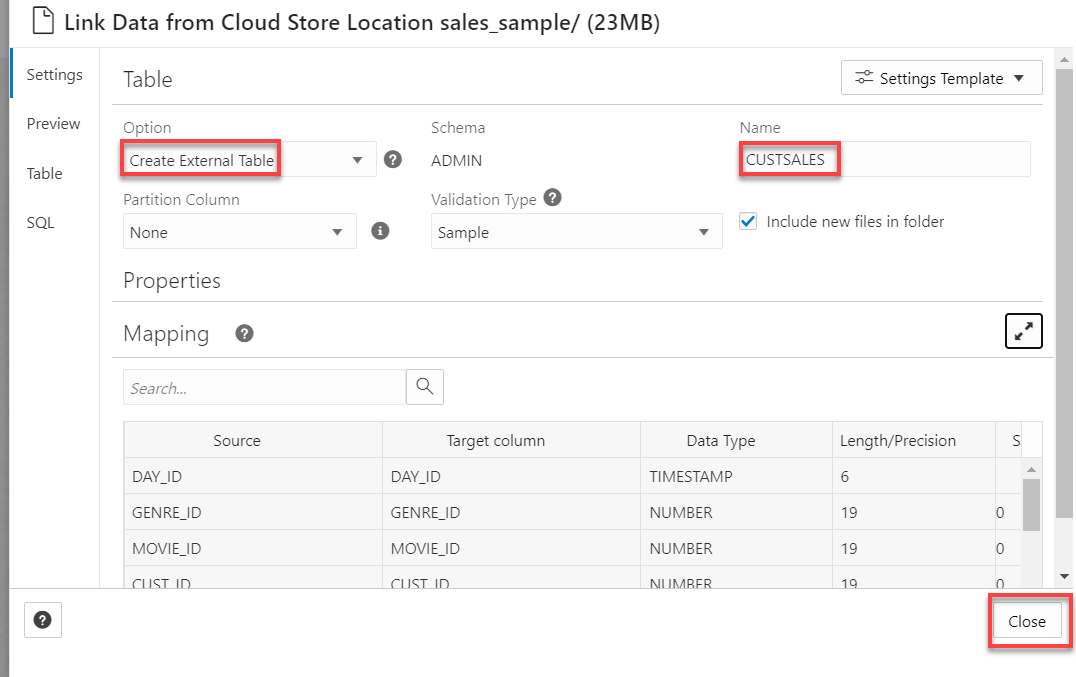 Link Data from Cloud Store Location sales_sample/ (23MB)
Settings
Preview
Table
SQL
Table
Settings Template
Option
Schema
Name
Create External Table
ADMIN
CUSTSALES
Partition Column
Validation Type
None
Sample
Include new files in folder
Properties
Mapping
Search...
Source Target column Data Type Length/Precision S
DAY_ID DAY_ID TIMESTAMP 6
GENRE_ID GENRE_ID NUMBER 19 0
MOVIE_ID MOVIE_ID NUMBER 19 0
CUST_ID CUST_ID NUMBER 19 0
Close